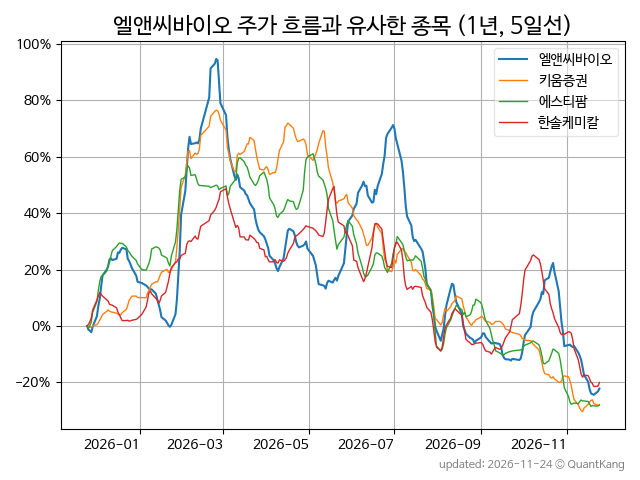 엘앤씨바이오 주가 흐름과 유사한 종목 (1년, 5일선)
엘앤씨바이오
키움증권
에스티팜
한솔케미칼
100%
80%
60%
40%
20%
0%
−20%
2026-01
2026-03
2026-05
2026-07
2026-09
2026-11
updated: 2026-11-24 © QuantKang